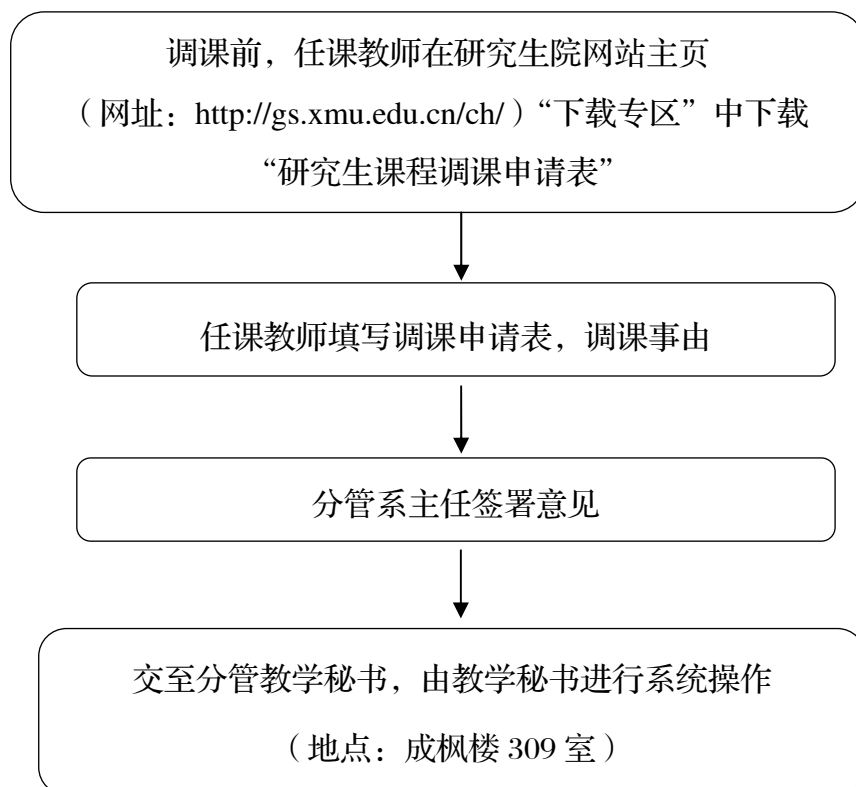 调课前，任课教师在研究生院网站主页
（网址：http://gs.xmu.edu.cn/ch/）“下载专区”中下载
“研究生课程调课申请表”
任课教师填写调课申请表，调课事由
分管系主任签署意见
交至分管教学秘书，由教学秘书进行系统操作
（地点：成枫楼 309 室）